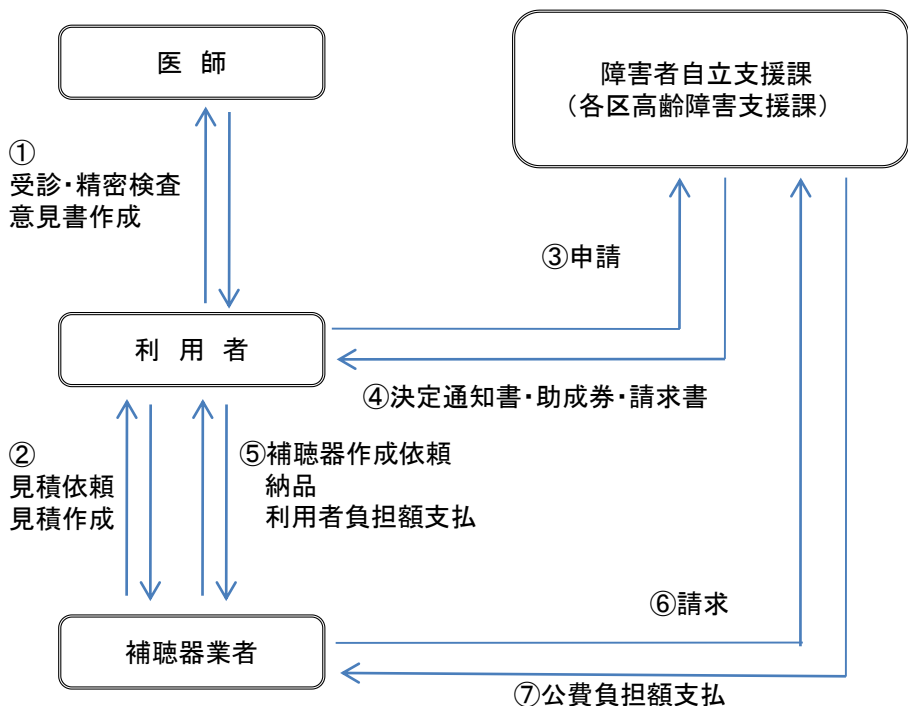 医 師
障害者自立支援課
（各区高齢障害支援課）
①
受診・精密検査
意見書作成
③申請
利 用 者
④決定通知書・助成券・請求書
②
見積依頼
見積作成
⑤補聴器作成依頼
納品
利用者負担額支払
⑥請求
補聴器業者
⑦公費負担額支払